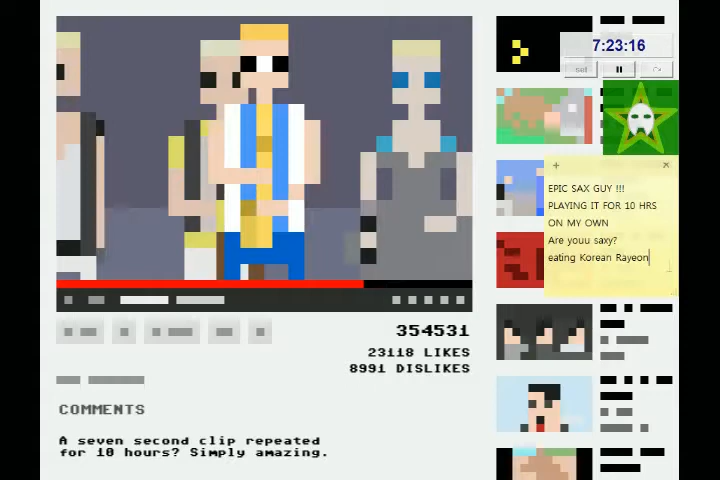 7:23:16
set
EPIC SAX GUY !!!
PLAYING IT FOR 10 HRS
ON MY OWN
Are youu saxy?
eating Korean Rayeon
354531
23118 LIKES
8991 DISLIKES
COMMENTS
A seven second clip repeated
for 10 hours? Simply amazing.